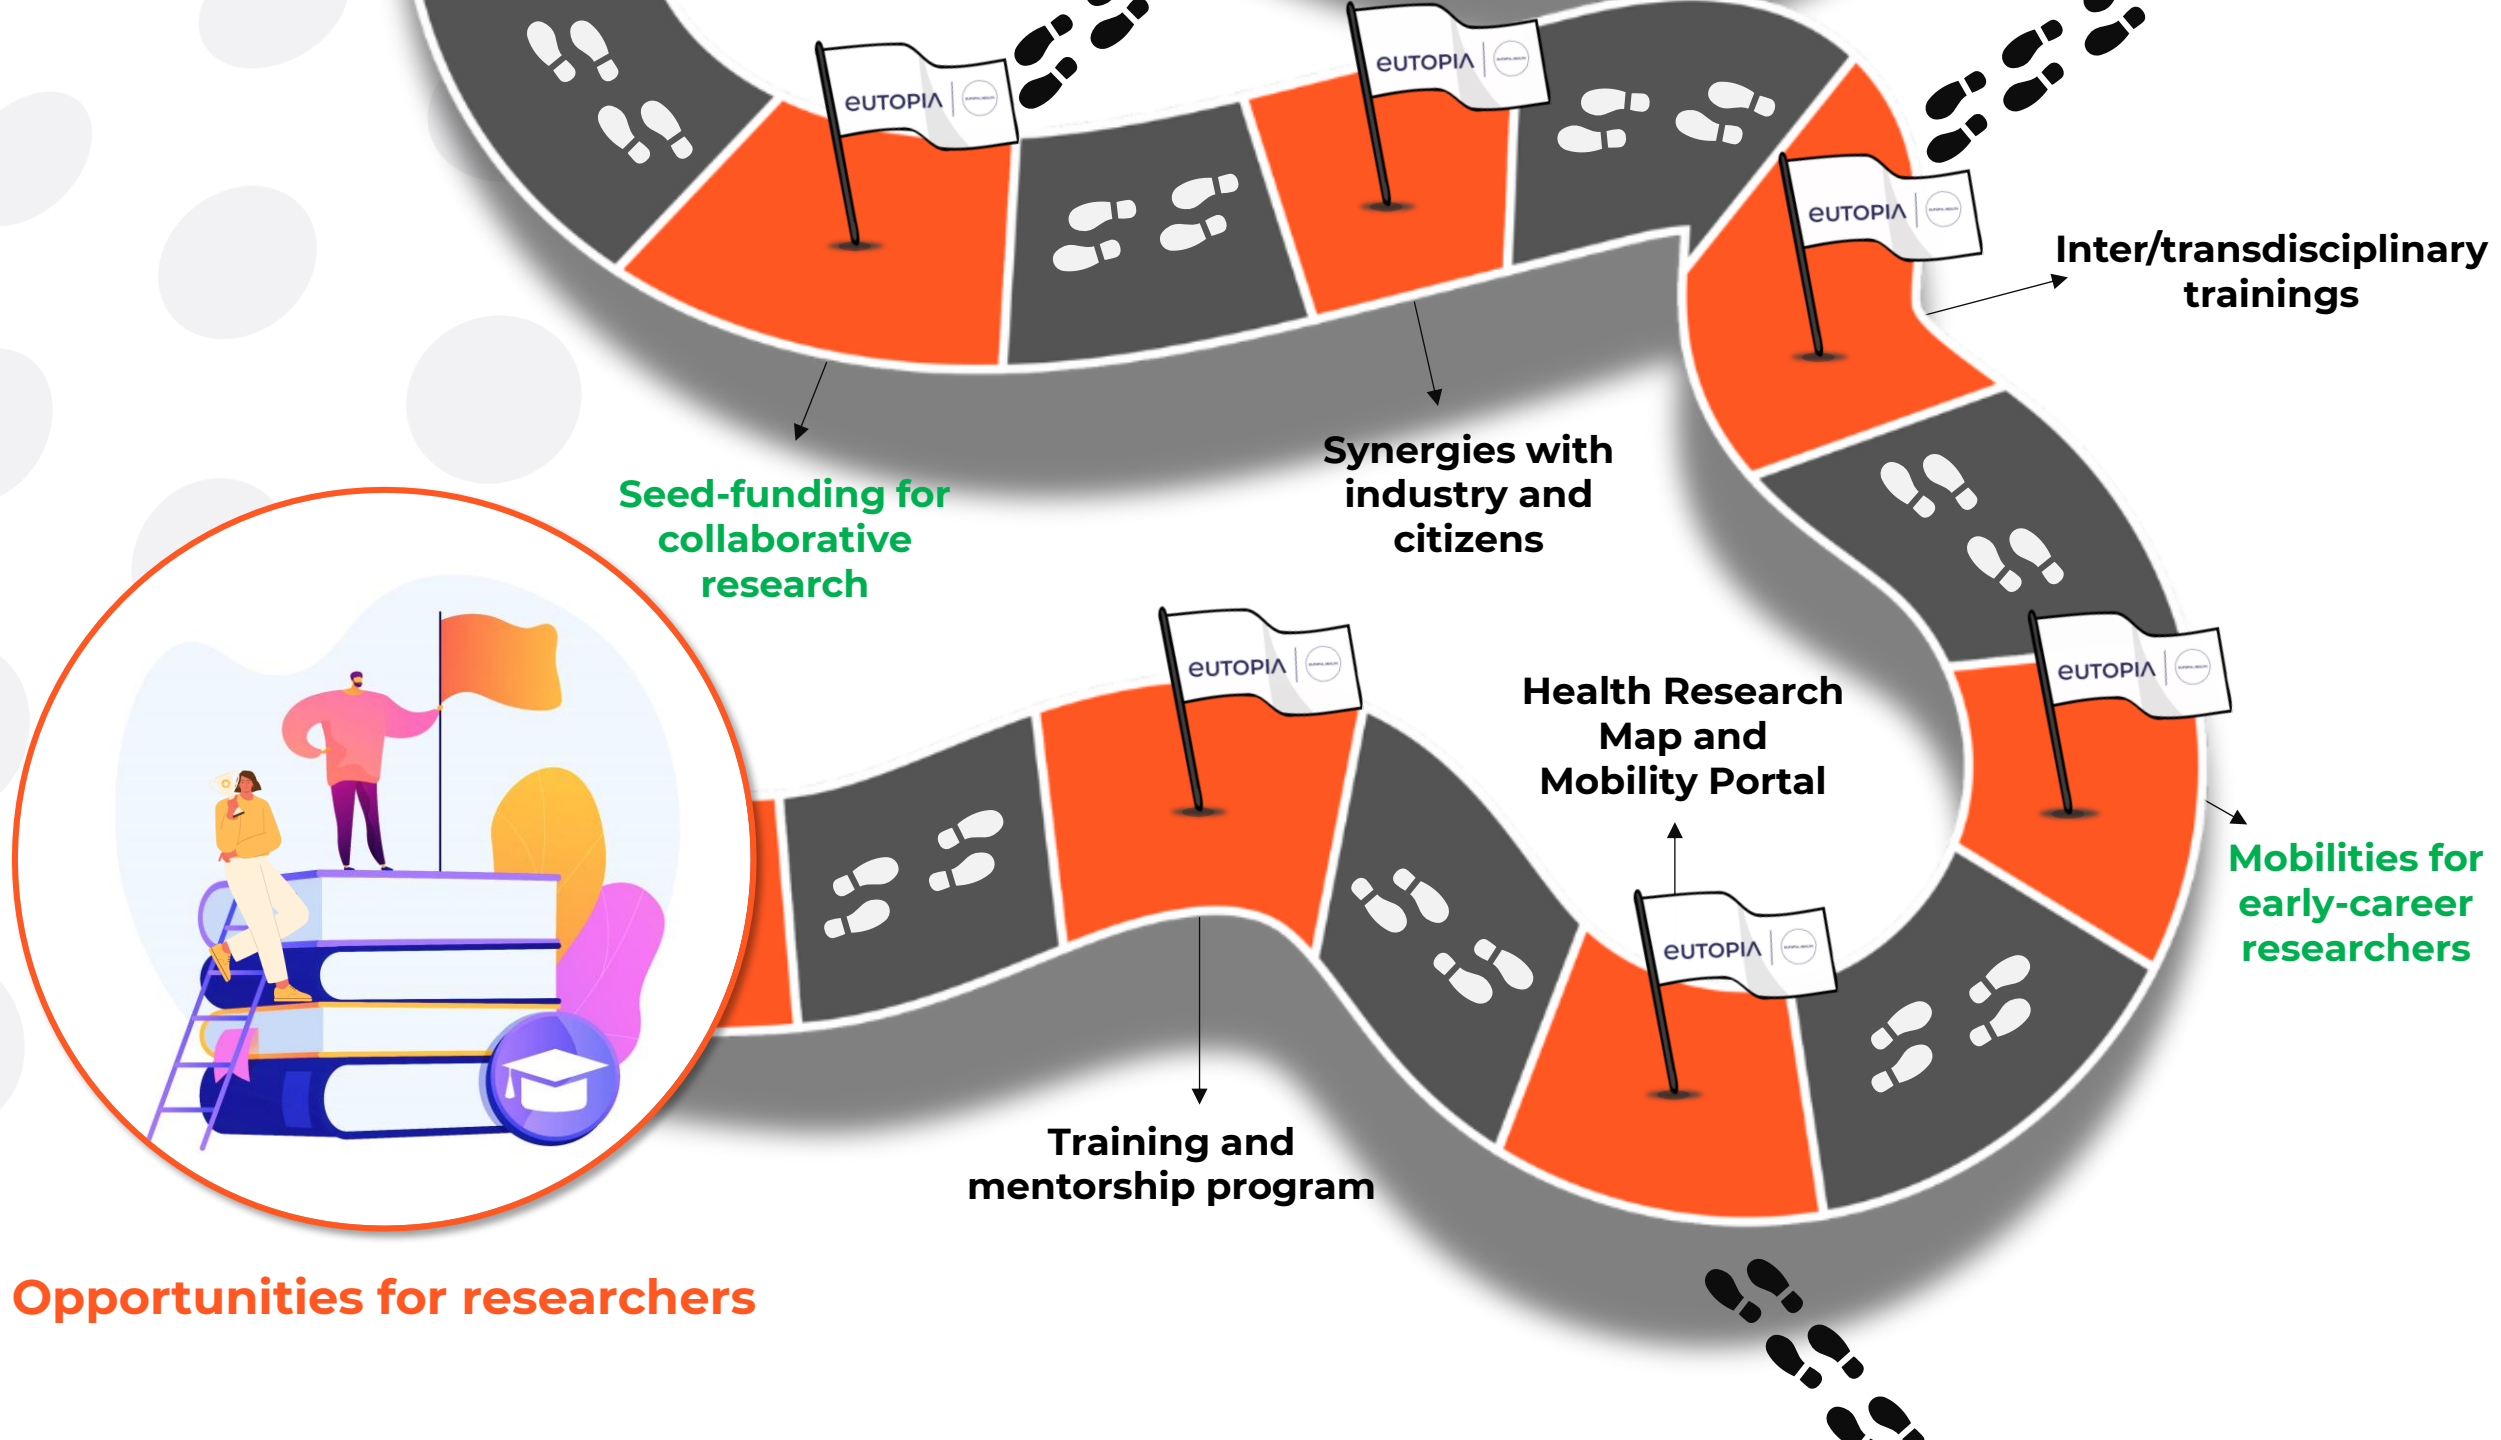 eUTOPIA
eUTOPIA
eUTOPIA
Inter/transdisciplinary
trainings
Seed-funding for
collaborative
research
Synergies with
industry and
citizens
eUTOPIA
eUTOPIA
Health Research
Map and
Mobility Portal
Mobilities for
early-career
researchers
eUTOPIA
Training and
mentorship program
Opportunities for researchers